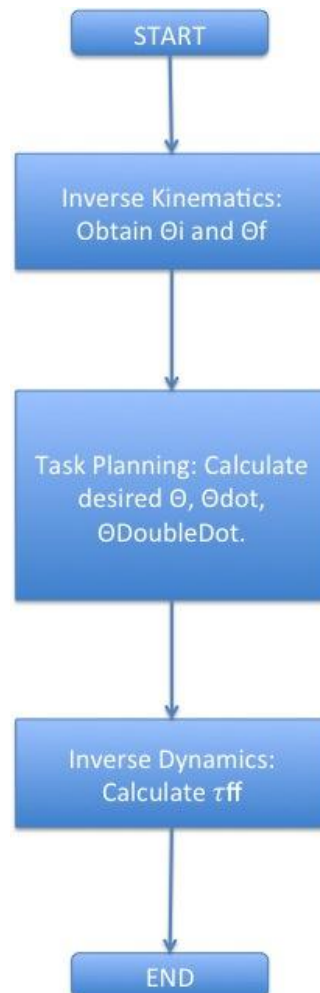 START
Inverse Kinematics:
Obtain Θi and Θf
Task Planning: Calculate
desired Θ, Θdot,
ΘDoubleDot.
Inverse Dynamics:
Calculate τff
END